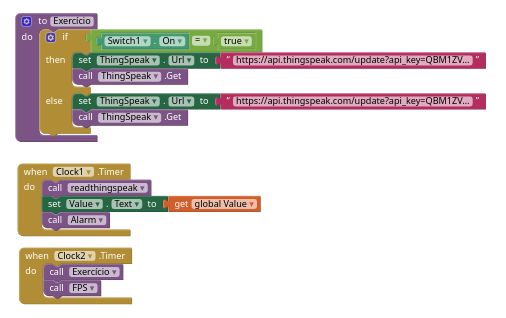 to Exercício
do if Switch1 . On = true
then set ThingSpeak . Url to " https://api.thingspeak.com/update?api_key=QBM1ZV... "
call ThingSpeak .Get
else set ThingSpeak . Url to " https://api.thingspeak.com/update?api_key=QBM1ZV... "
call ThingSpeak .Get
when Clock1 .Timer
do call readthingspeak
set Value . Text to get global Value
call Alarm
when Clock2 .Timer
do call Exercício
call FPS